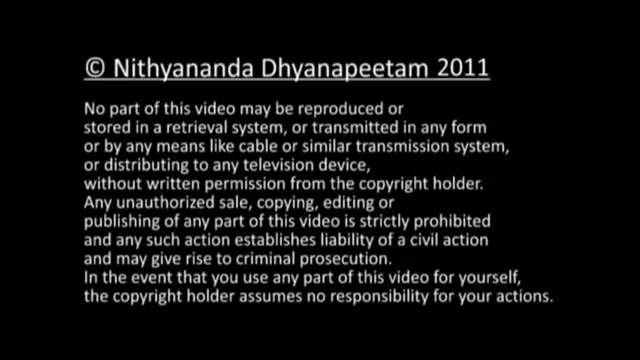 © Nithyananda Dhyanapeetam 2011
No part of this video may be reproduced or
stored in a retrieval system, or transmitted in any form
or by any means like cable or similar transmission system,
or distributing to any television device,
without written permission from the copyright holder.
Any unauthorized sale, copying, editing or
publishing of any part of this video is strictly prohibited
and any such action establishes liability of a civil action
and may give rise to criminal prosecution.
In the event that you use any part of this video for yourself,
the copyright holder assumes no responsibility for your actions.